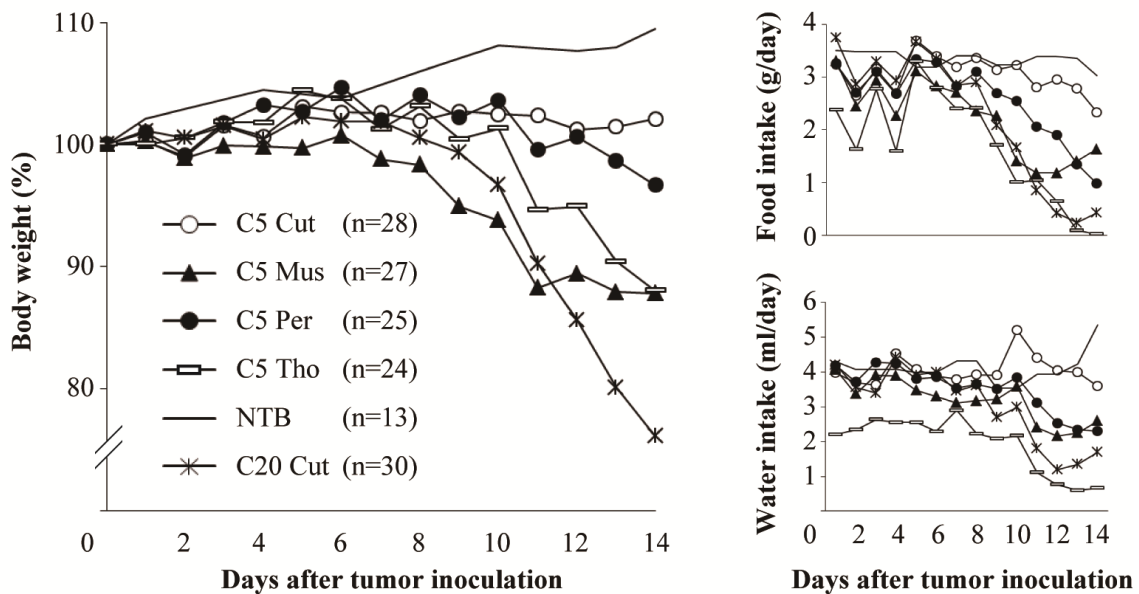 Body weight (%)
110
100
90
80
C5 Cut (n=28)
C5 Mus (n=27)
C5 Per (n=25)
C5 Tho (n=24)
NTB (n=13)
C20 Cut (n=30)
0 2 4 6 8 10 12 14
Days after tumor inoculation
Food intake (g/day)
4
3
2
1
0
Water intake (ml/day)
6
5
4
3
2
1
0 2 4 6 8 10 12 14
Days after tumor inoculation